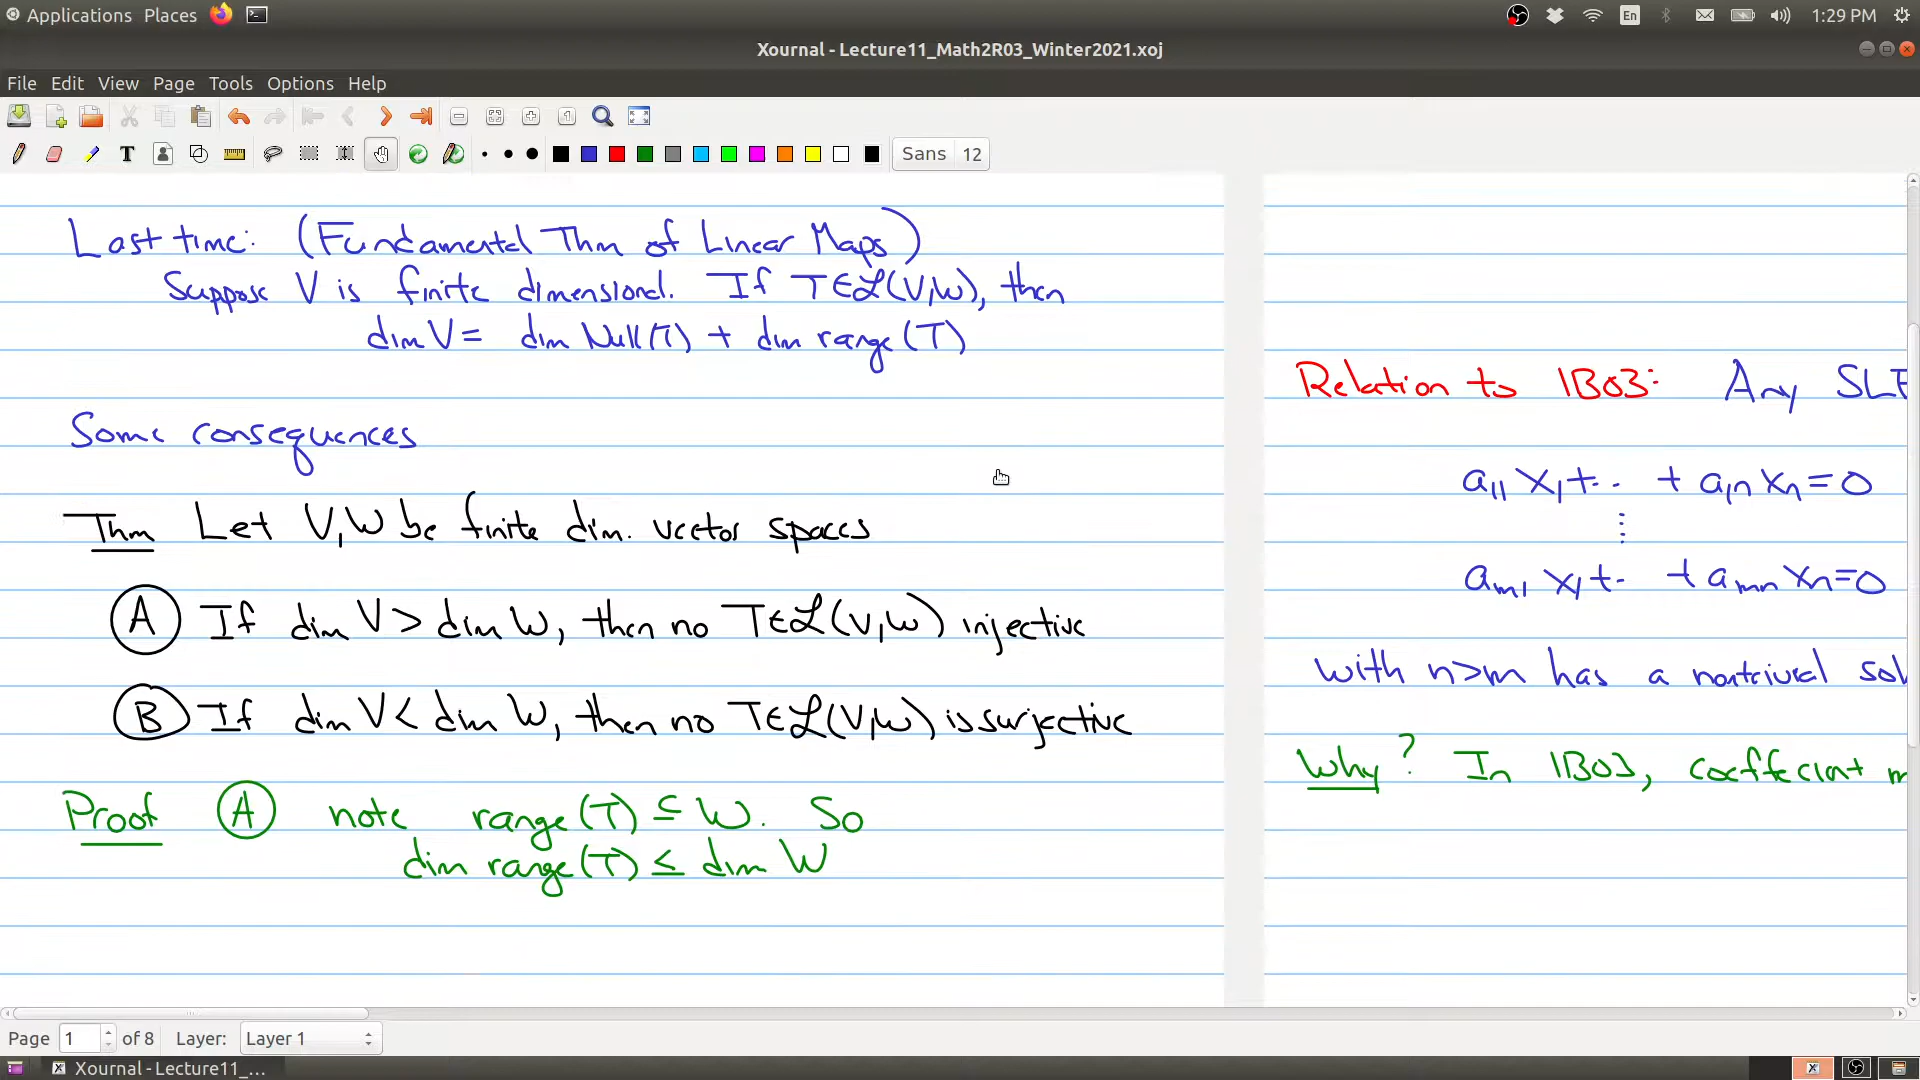 Applications Places En 1:29 PM
Xournal - Lecture11_Math2R03_Winter2021.xoj
File Edit View Page Tools Options Help
T Sans 12
Last time: (Fundamental Thm of Linear Maps)
Suppose V is finite dimensional. If T∈ℒ(V,W), then
dim V = dim Null(T) + dim range(T)
Some consequences
Thm Let V,W be finite dim. vector spaces
Ⓐ If dim V > dim W, then no T∈ℒ(V,W) injective
Ⓑ If dim V < dim W, then no T∈ℒ(V,W) is surjective
Proof Ⓐ note range(T) ⊆ W. So
dim range(T) ≤ dim W
Relation to 1B03: Any SLE
a₁₁ x₁ + .. + a₁ₙ xₙ = 0
⋮
aₘ₁ x₁ + . + aₘₙ xₙ = 0
with n>m has a nontrivial sol
Why? In 1B03, coefficient m
Page 1 of 8 Layer: Layer 1
Xournal - Lecture11_...